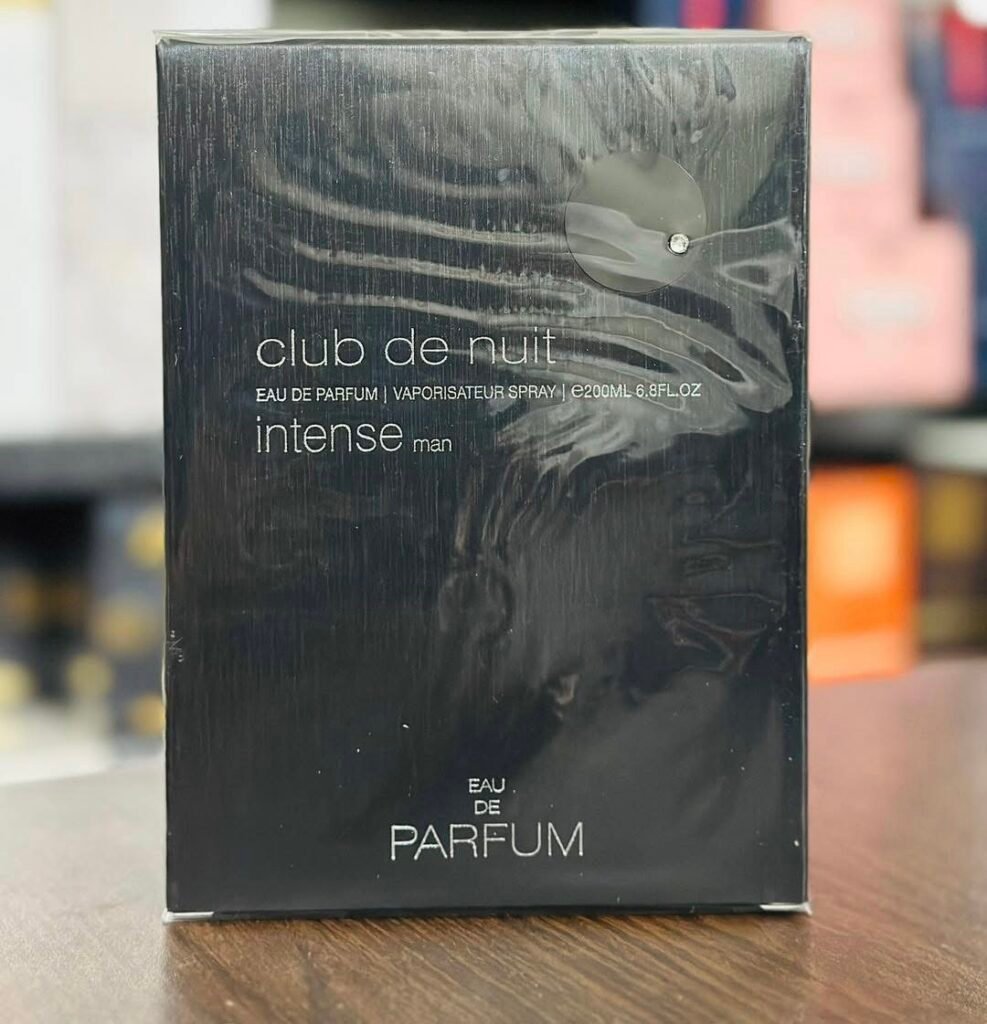 club de nuit
EAU DE PARFUM | VAPORISATEUR SPRAY | ℮200ML 6.8FL.OZ
intense man
EAU
DE
PARFUM